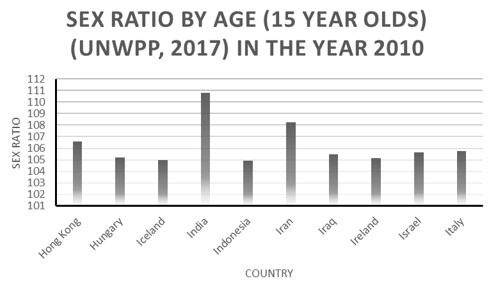 SEX RATIO BY AGE (15 YEAR OLDS)
(UNWPP, 2017) IN THE YEAR 2010
SEX RATIO
112
111
110
109
108
107
106
105
104
103
102
101
Hong Kong
Hungary
Iceland
India
Indonesia
Iran
Iraq
Ireland
Israel
Italy
COUNTRY